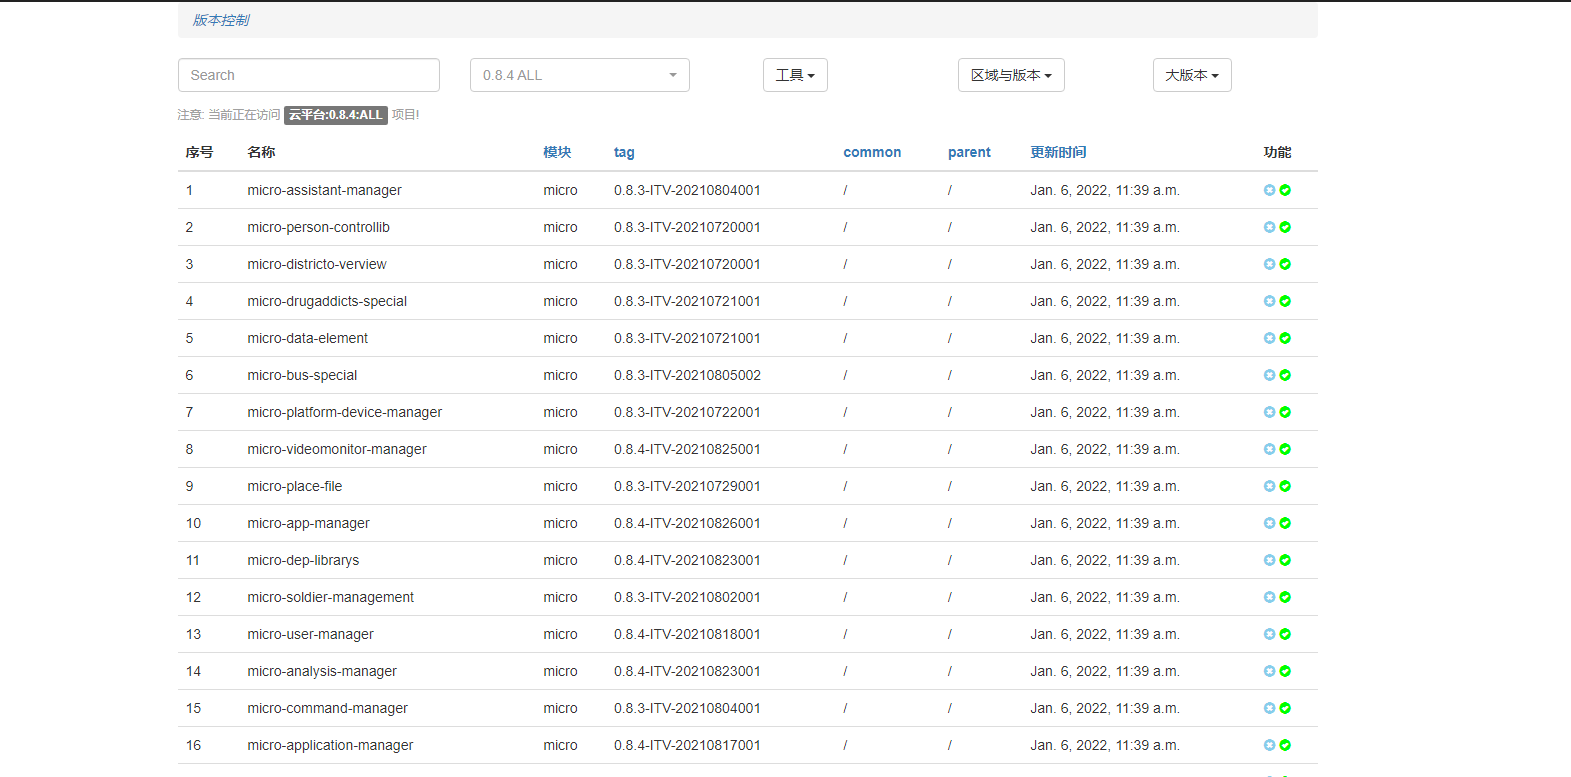 版本控制
Search 0.8.4 ALL 工具 区域与版本 大版本
注意: 当前正在访问 云平台:0.8.4:ALL 项目!
序号 名称 模块 tag common parent 更新时间 功能
1 micro-assistant-manager micro 0.8.3-ITV-20210804001 / / Jan. 6, 2022, 11:39 a.m.
2 micro-person-controllib micro 0.8.3-ITV-20210720001 / / Jan. 6, 2022, 11:39 a.m.
3 micro-districto-verview micro 0.8.3-ITV-20210720001 / / Jan. 6, 2022, 11:39 a.m.
4 micro-drugaddicts-special micro 0.8.3-ITV-20210721001 / / Jan. 6, 2022, 11:39 a.m.
5 micro-data-element micro 0.8.3-ITV-20210721001 / / Jan. 6, 2022, 11:39 a.m.
6 micro-bus-special micro 0.8.3-ITV-20210805002 / / Jan. 6, 2022, 11:39 a.m.
7 micro-platform-device-manager micro 0.8.3-ITV-20210722001 / / Jan. 6, 2022, 11:39 a.m.
8 micro-videomonitor-manager micro 0.8.4-ITV-20210825001 / / Jan. 6, 2022, 11:39 a.m.
9 micro-place-file micro 0.8.3-ITV-20210729001 / / Jan. 6, 2022, 11:39 a.m.
10 micro-app-manager micro 0.8.4-ITV-20210826001 / / Jan. 6, 2022, 11:39 a.m.
11 micro-dep-librarys micro 0.8.4-ITV-20210823001 / / Jan. 6, 2022, 11:39 a.m.
12 micro-soldier-management micro 0.8.3-ITV-20210802001 / / Jan. 6, 2022, 11:39 a.m.
13 micro-user-manager micro 0.8.4-ITV-20210818001 / / Jan. 6, 2022, 11:39 a.m.
14 micro-analysis-manager micro 0.8.4-ITV-20210823001 / / Jan. 6, 2022, 11:39 a.m.
15 micro-command-manager micro 0.8.3-ITV-20210804001 / / Jan. 6, 2022, 11:39 a.m.
16 micro-application-manager micro 0.8.4-ITV-20210817001 / / Jan. 6, 2022, 11:39 a.m.